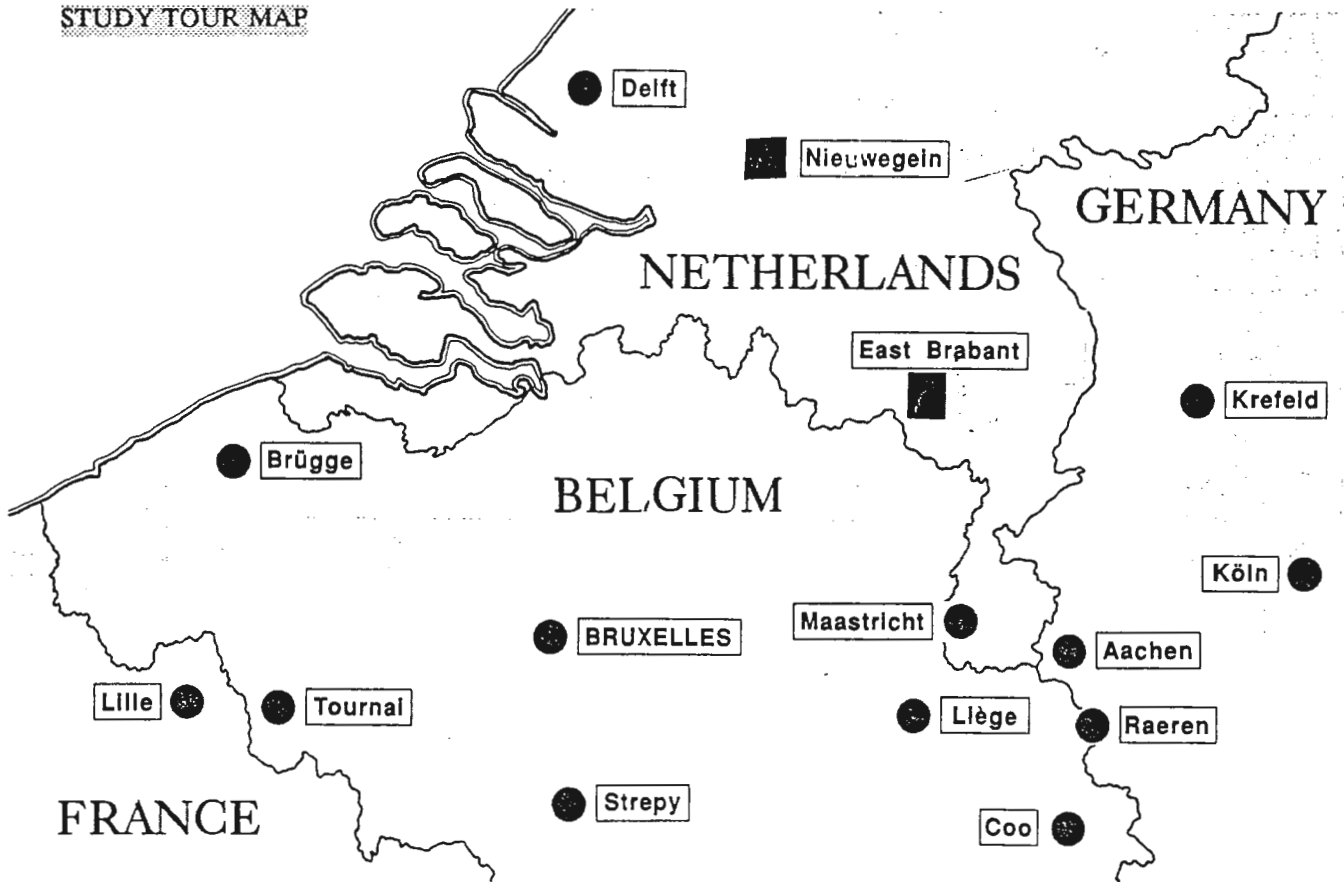 STUDY TOUR MAP
Delft
Nieuwegein
GERMANY
NETHERLANDS
East Brabant
Krefeld
Brügge
BELGIUM
Köln
Maastricht
BRUXELLES
Aachen
Lille
Tournai
Liège
Raeren
Strepy
FRANCE
Coo